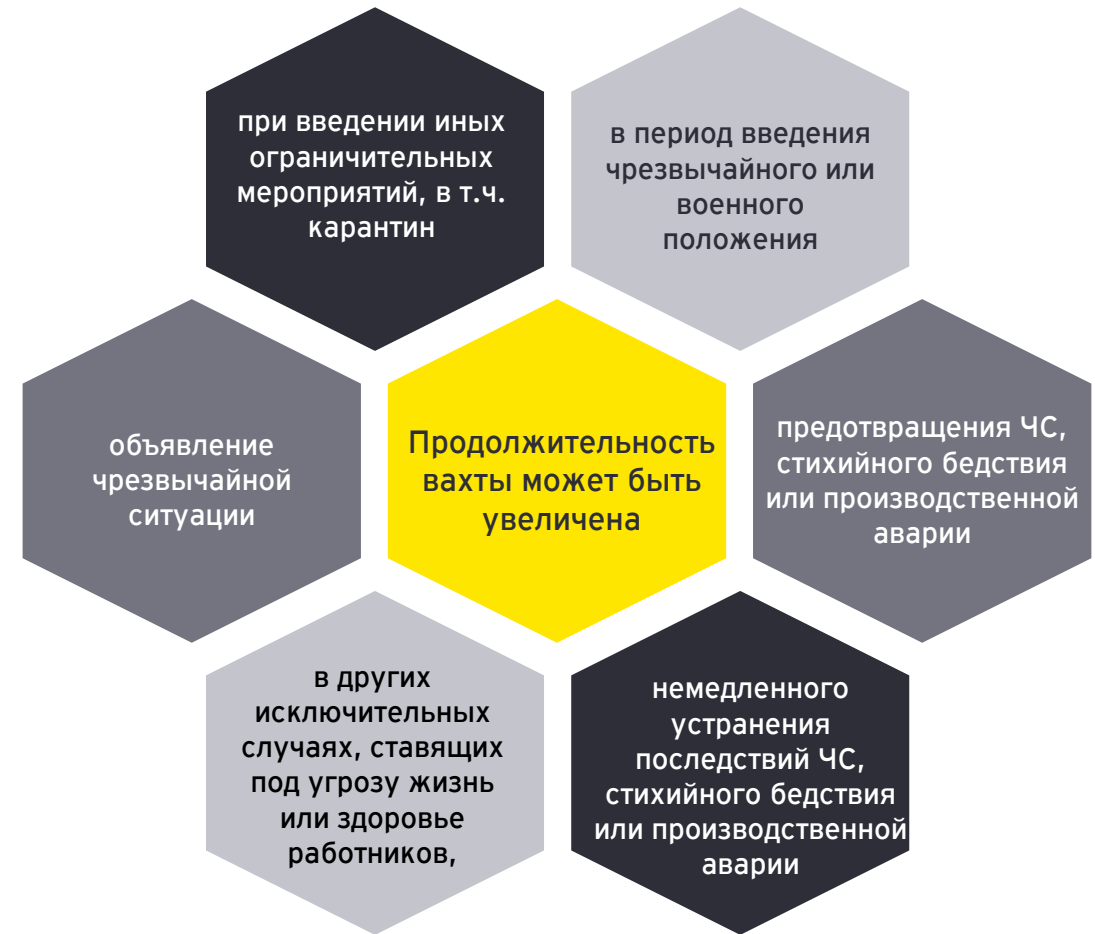 при введении иных
ограничительных
мероприятий, в т.ч.
карантин
в период введения
чрезвычайного или
военного
положения
объявление
чрезвычайной
ситуации
Продолжительность
вахты может быть
увеличена
предотвращения ЧС,
стихийного бедствия
или производственной
аварии
в других
исключительных
случаях, ставящих
под угрозу жизнь
или здоровье
работников,
немедленного
устранения
последствий ЧС,
стихийного бедствия
или производственной
аварии